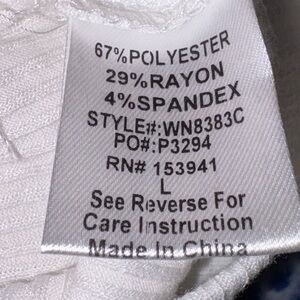 67%POLYESTER
29%RAYON
4%SPANDEX
STYLE#:WN8383C
PO#:P3294
RN# 153941
L
See Reverse For
Care Instruction
Made In China